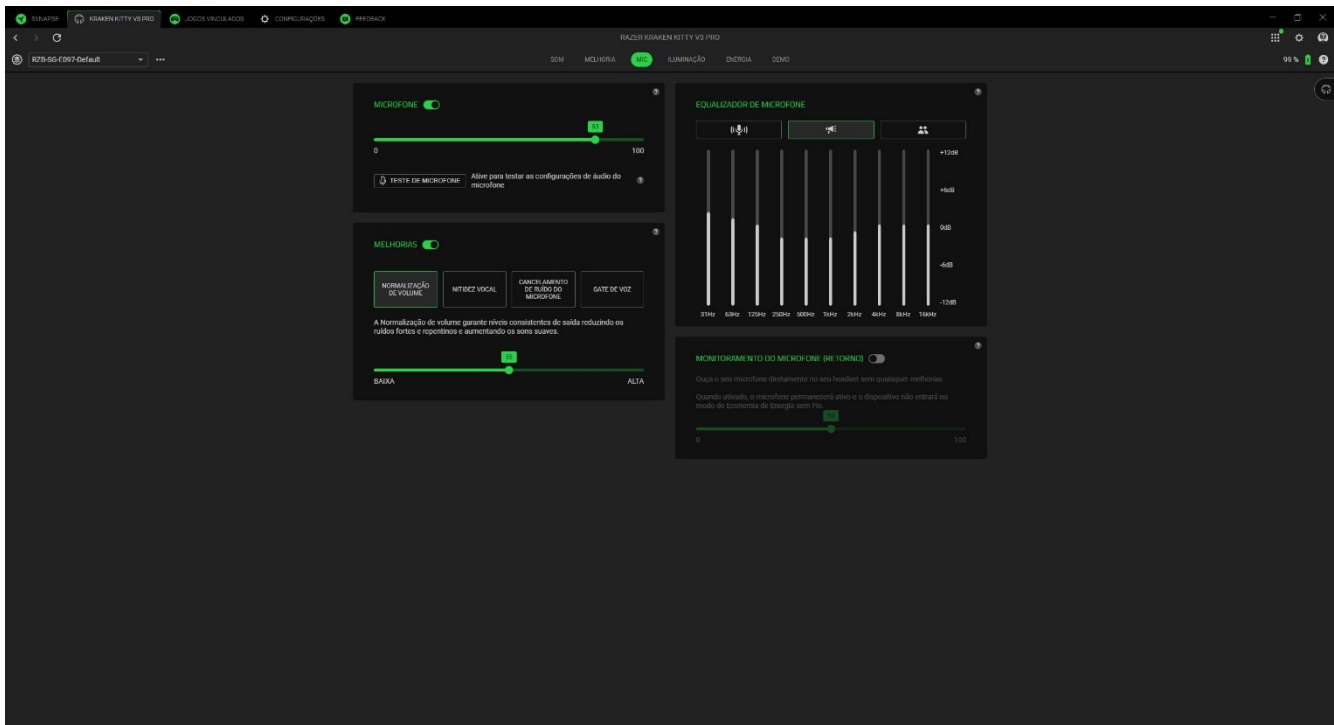 SYNAPSE KRAKEN KITTY V3 PRO JOGOS VINCULADOS CONFIGURAÇÕES FEEDBACK
RAZER KRAKEN KITTY V3 PRO
RZB-SG-E097-Default
SOM MELHORIA MIC ILUMINAÇÃO ENERGIA DEMO
99 %
MICROFONE
83
0 100
TESTE DE MICROFONE
Ative para testar as configurações de áudio do
microfone
MELHORIAS
NORMALIZAÇÃO
DE VOLUME
NITIDEZ VOCAL
CANCELAMENTO
DE RUÍDO DO
MICROFONE
GATE DE VOZ
A Normalização de volume garante níveis consistentes de saída reduzindo os
ruídos fortes e repentinos e aumentando os sons suaves.
BAIXA ALTA
EQUALIZADOR DE MICROFONE
+12dB
+6dB
0dB
-6dB
-12dB
31Hz 63Hz 125Hz 250Hz 500Hz 1kHz 2kHz 4kHz 8kHz 16kHz
MONITORAMENTO DO MICROFONE (RETORNO)
Ouça o seu microfone diretamente no seu headset sem quaisquer melhorias
Quando ativado, o microfone permanecerá ativo e o dispositivo não entrará no
modo de Economia de Energia sem Fio.
50
0 100